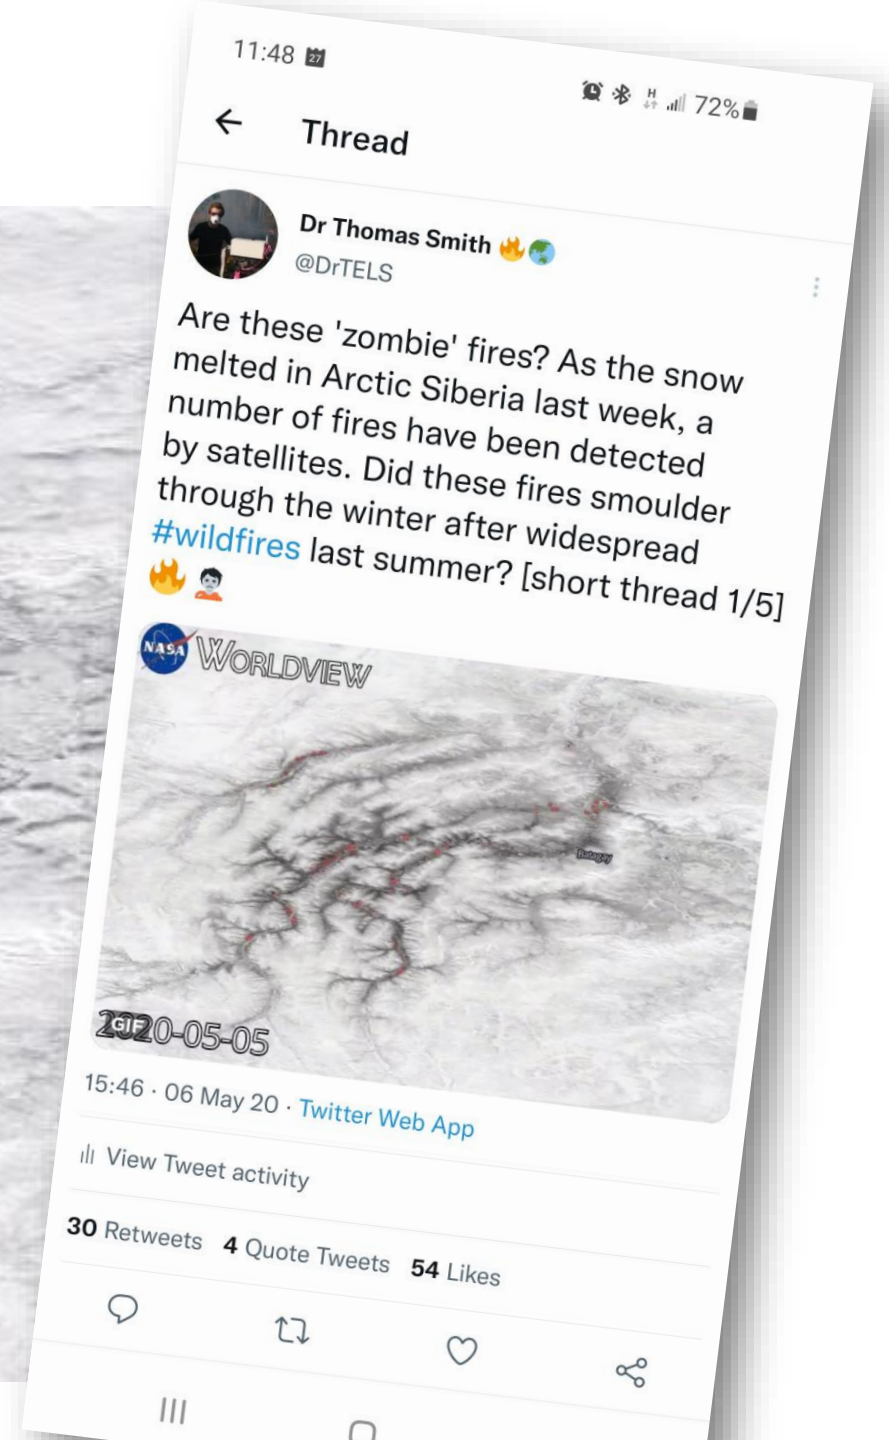 11:48 27
H 72%
Thread
Dr Thomas Smith 🔥🌏
@DrTELS
Are these 'zombie' fires? As the snow
melted in Arctic Siberia last week, a
number of fires have been detected
by satellites. Did these fires smoulder
through the winter after widespread
#wildfires last summer? [short thread 1/5]
NASA WORLDVIEW
Batagay
2020-05-05
GIF
15:46 · 06 May 20 · Twitter Web App
View Tweet activity
30 Retweets 4 Quote Tweets 54 Likes